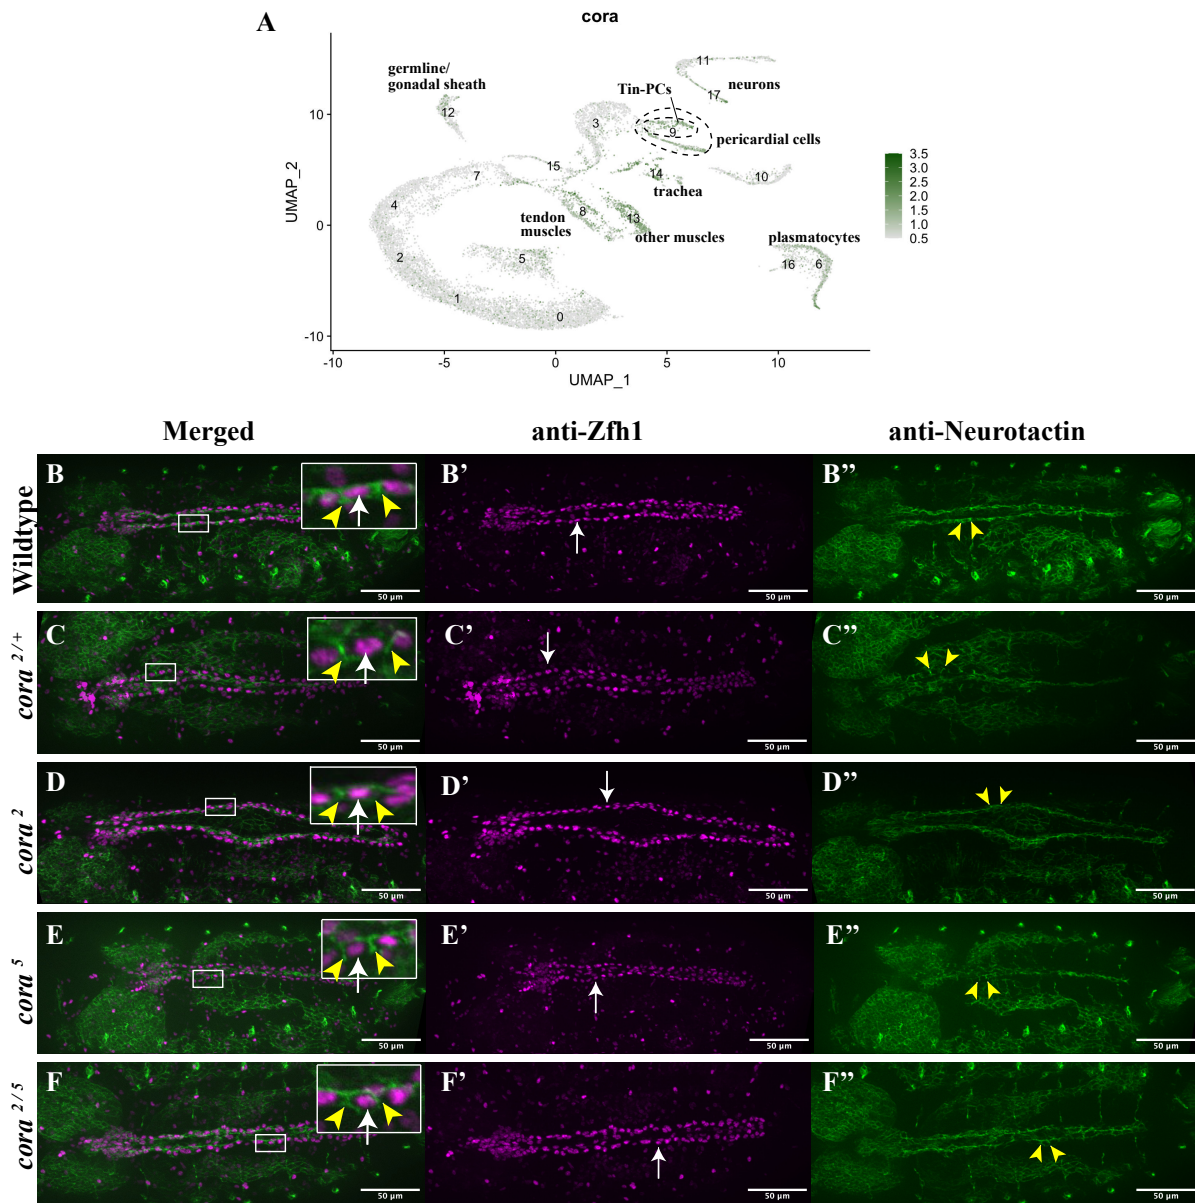 A
cora
germline/
gonadal sheath
12
11
neurons
17
Tin-PCs
3
9
pericardial cells
15
14
trachea
10
7
4
8
13
tendon
muscles
other muscles
plasmatocytes
2
5
16
6
1
0
10
0
-10
UMAP_2
-10
-5
0
5
10
UMAP_1
3.5
3.0
2.5
2.0
1.5
1.0
0.5
Merged
anti-Zfh1
anti-Neurotactin
Wildtype
B
50 µm
B’
50 µm
B’’
50 µm
cora 2/+
C
50 µm
C’
50 µm
C’’
50 µm
cora 2
D
50 µm
D’
50 µm
D’’
50 µm
cora 5
E
50 µm
E’
50 µm
E’’
50 µm
cora 2/5
F
50 µm
F’
50 µm
F’’
50 µm